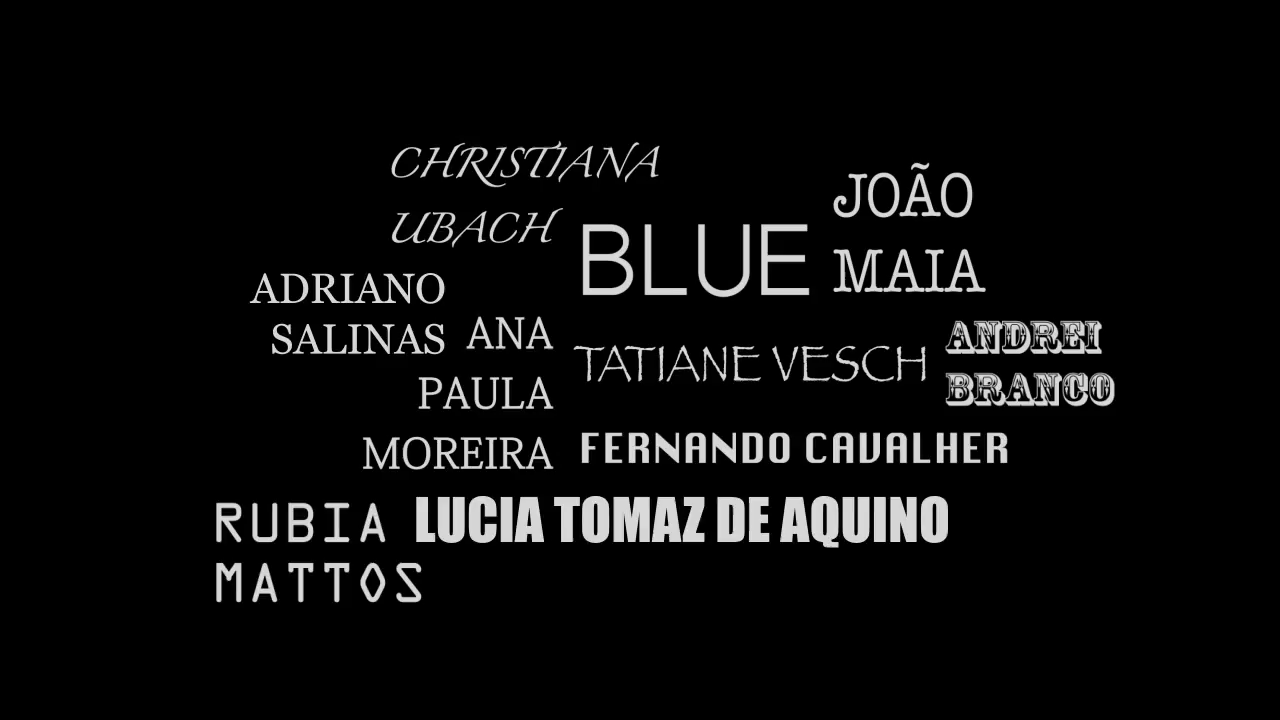 CHRISTIANA
UBACH
BLUE
JOÃO
MAIA
ADRIANO
SALINAS
ANA
PAULA
MOREIRA
TATIANE VESCH
ANDREI
BRANCO
FERNANDO CAVALHER
RUBIA
MATTOS
LUCIA TOMAZ DE AQUINO